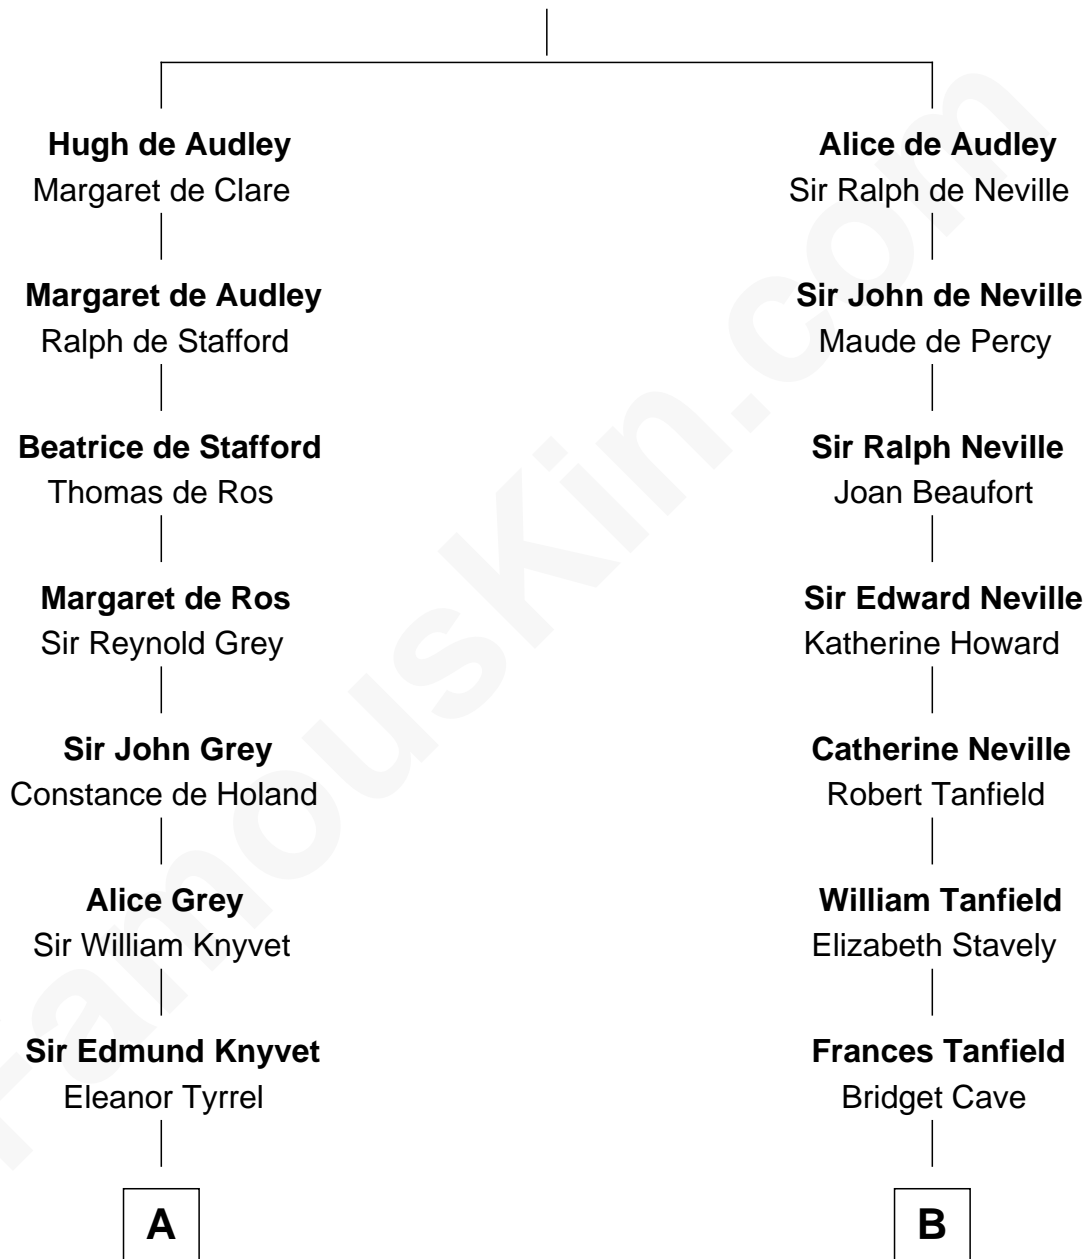 Hugh de Audley
Margaret de Clare
Margaret de Audley
Ralph de Stafford
Beatrice de Stafford
Thomas de Ros
Margaret de Ros
Sir Reynold Grey
Sir John Grey
Constance de Holand
Alice Grey
Sir William Knyvet
Sir Edmund Knyvet
Eleanor Tyrrel
A
Alice de Audley
Sir Ralph de Neville
Sir John de Neville
Maude de Percy
Sir Ralph Neville
Joan Beaufort
Sir Edward Neville
Katherine Howard
Catherine Neville
Robert Tanfield
William Tanfield
Elizabeth Stavely
Frances Tanfield
Bridget Cave
B
FamousKin.com